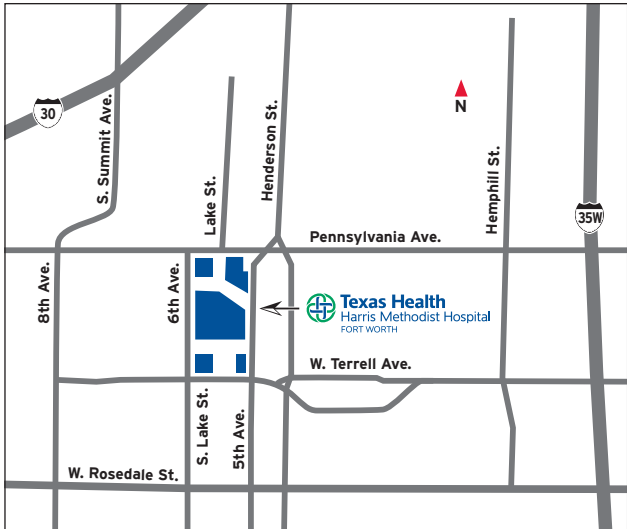 30
S. Summit Ave.
Lake St.
Henderson St.
N
Hemphill St.
35W
Pennsylvania Ave.
8th Ave.
6th Ave.
Texas Health
Harris Methodist Hospital
FORT WORTH
W. Terrell Ave.
S. Lake St.
5th Ave.
W. Rosedale St.